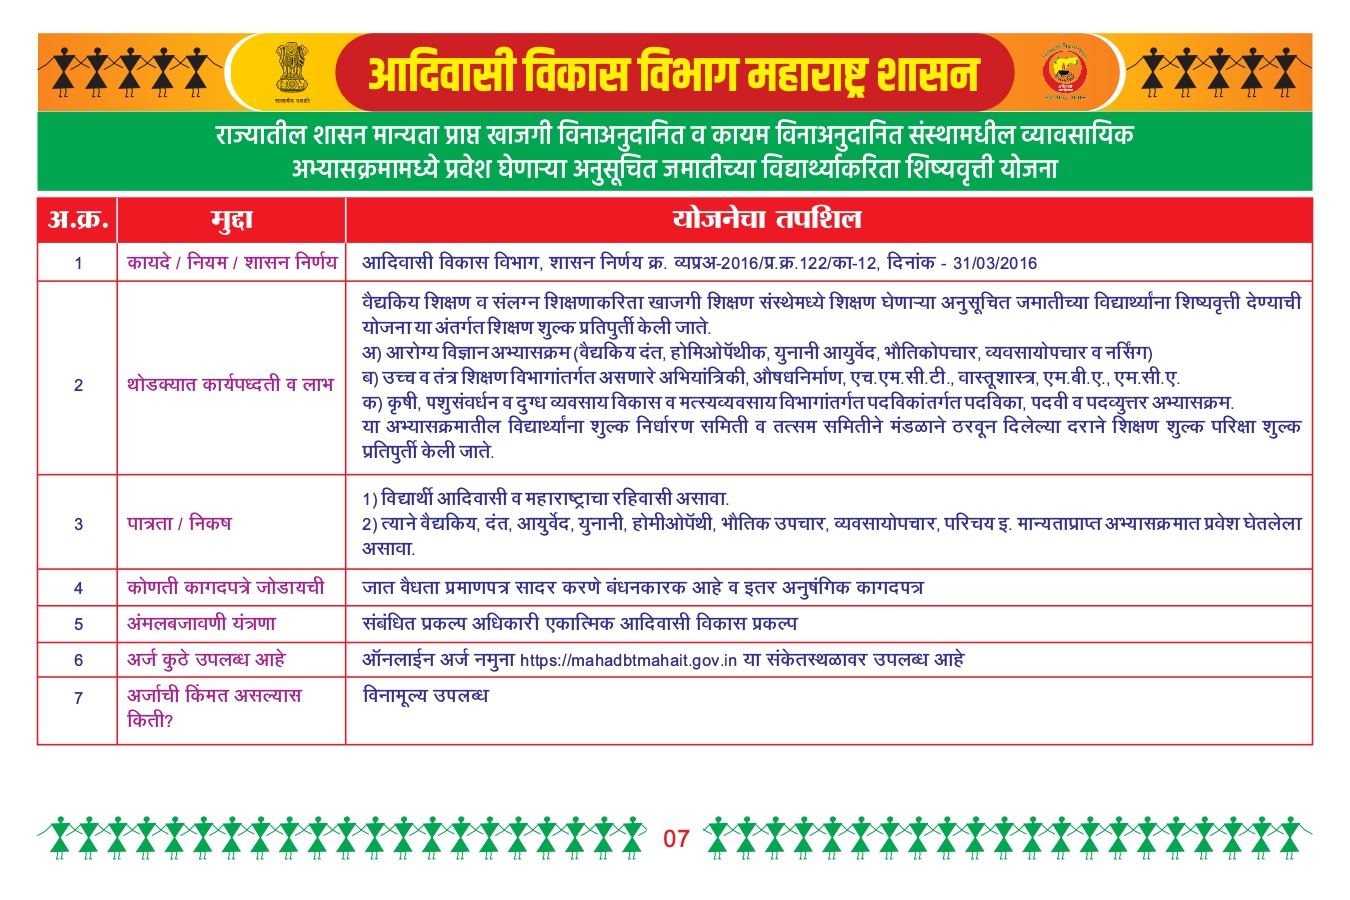 आदिवासी विकास विभाग महाराष्ट्र शासन
राज्यातील शासन मान्यता प्राप्त खाजगी विनाअनुदानित व कायम विनाअनुदानित संस्थामधील व्यावसायिक
अभ्यासक्रमामध्ये प्रवेश घेणाऱ्या अनुसूचित जमातीच्या विद्यार्थ्याकरिता शिष्यवृत्ती योजना
अ.क्र. मुद्दा योजनेचा तपशिल
1 कायदे / नियम / शासन निर्णय आदिवासी विकास विभाग, शासन निर्णय क्र. व्यप्रअ-2016/प्र.क्र.122/का-12, दिनांक - 31/03/2016
2 थोडक्यात कार्यपध्दती व लाभ
वैद्यकिय शिक्षण व संलग्न शिक्षणाकरिता खाजगी शिक्षण संस्थेमध्ये शिक्षण घेणाऱ्या अनुसूचित जमातीच्या विद्यार्थ्यांना शिष्यवृत्ती देण्याची
योजना या अंतर्गत शिक्षण शुल्क प्रतिपुर्ती केली जाते.
अ) आरोग्य विज्ञान अभ्यासक्रम (वैद्यकिय दंत, होमिओपॅथीक, युनानी आयुर्वेद, भौतिकोपचार, व्यवसायोपचार व नर्सिंग)
ब) उच्च व तंत्र शिक्षण विभागांतर्गत असणारे अभियांत्रिकी, औषधनिर्माण, एच.एम.सी.टी., वास्तूशास्त्र, एम.बी.ए., एम.सी.ए.
क) कृषी, पशुसंवर्धन व दुग्ध व्यवसाय विकास व मत्स्यव्यवसाय विभागांतर्गत पदविकांतर्गत पदविका, पदवी व पदव्युत्तर अभ्यासक्रम.
या अभ्यासक्रमातील विद्यार्थ्यांना शुल्क निर्धारण समिती व तत्सम समितीने मंडळाने ठरवून दिलेल्या दराने शिक्षण शुल्क परिक्षा शुल्क
प्रतिपुर्ती केली जाते.
3 पात्रता / निकष
1) विद्यार्थी आदिवासी व महाराष्ट्राचा रहिवासी असावा.
2) त्याने वैद्यकिय, दंत, आयुर्वेद, युनानी, होमीओपॅथी, भौतिक उपचार, व्यवसायोपचार, परिचय इ. मान्यताप्राप्त अभ्यासक्रमात प्रवेश घेतलेला
असावा.
4 कोणती कागदपत्रे जोडायची जात वैधता प्रमाणपत्र सादर करणे बंधनकारक आहे व इतर अनुषंगिक कागदपत्र
5 अंमलबजावणी यंत्रणा संबंधित प्रकल्प अधिकारी एकात्मिक आदिवासी विकास प्रकल्प
6 अर्ज कुठे उपलब्ध आहे ऑनलाईन अर्ज नमुना https://mahadbtmahait.gov.in या संकेतस्थळावर उपलब्ध आहे
7 अर्जाची किंमत असल्यास विनामूल्य उपलब्ध
किती?
07